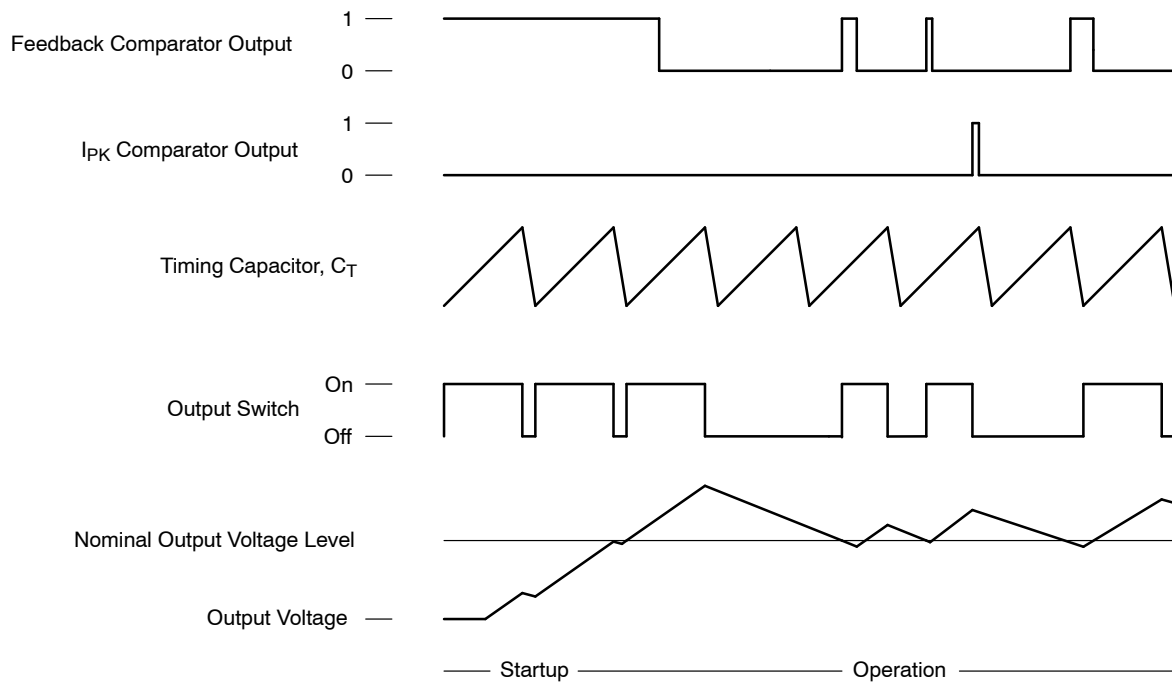 1
Feedback Comparator Output
0
1
IPK Comparator Output
0
Timing Capacitor, CT
On
Output Switch
Off
Nominal Output Voltage Level
Output Voltage
Startup
Operation